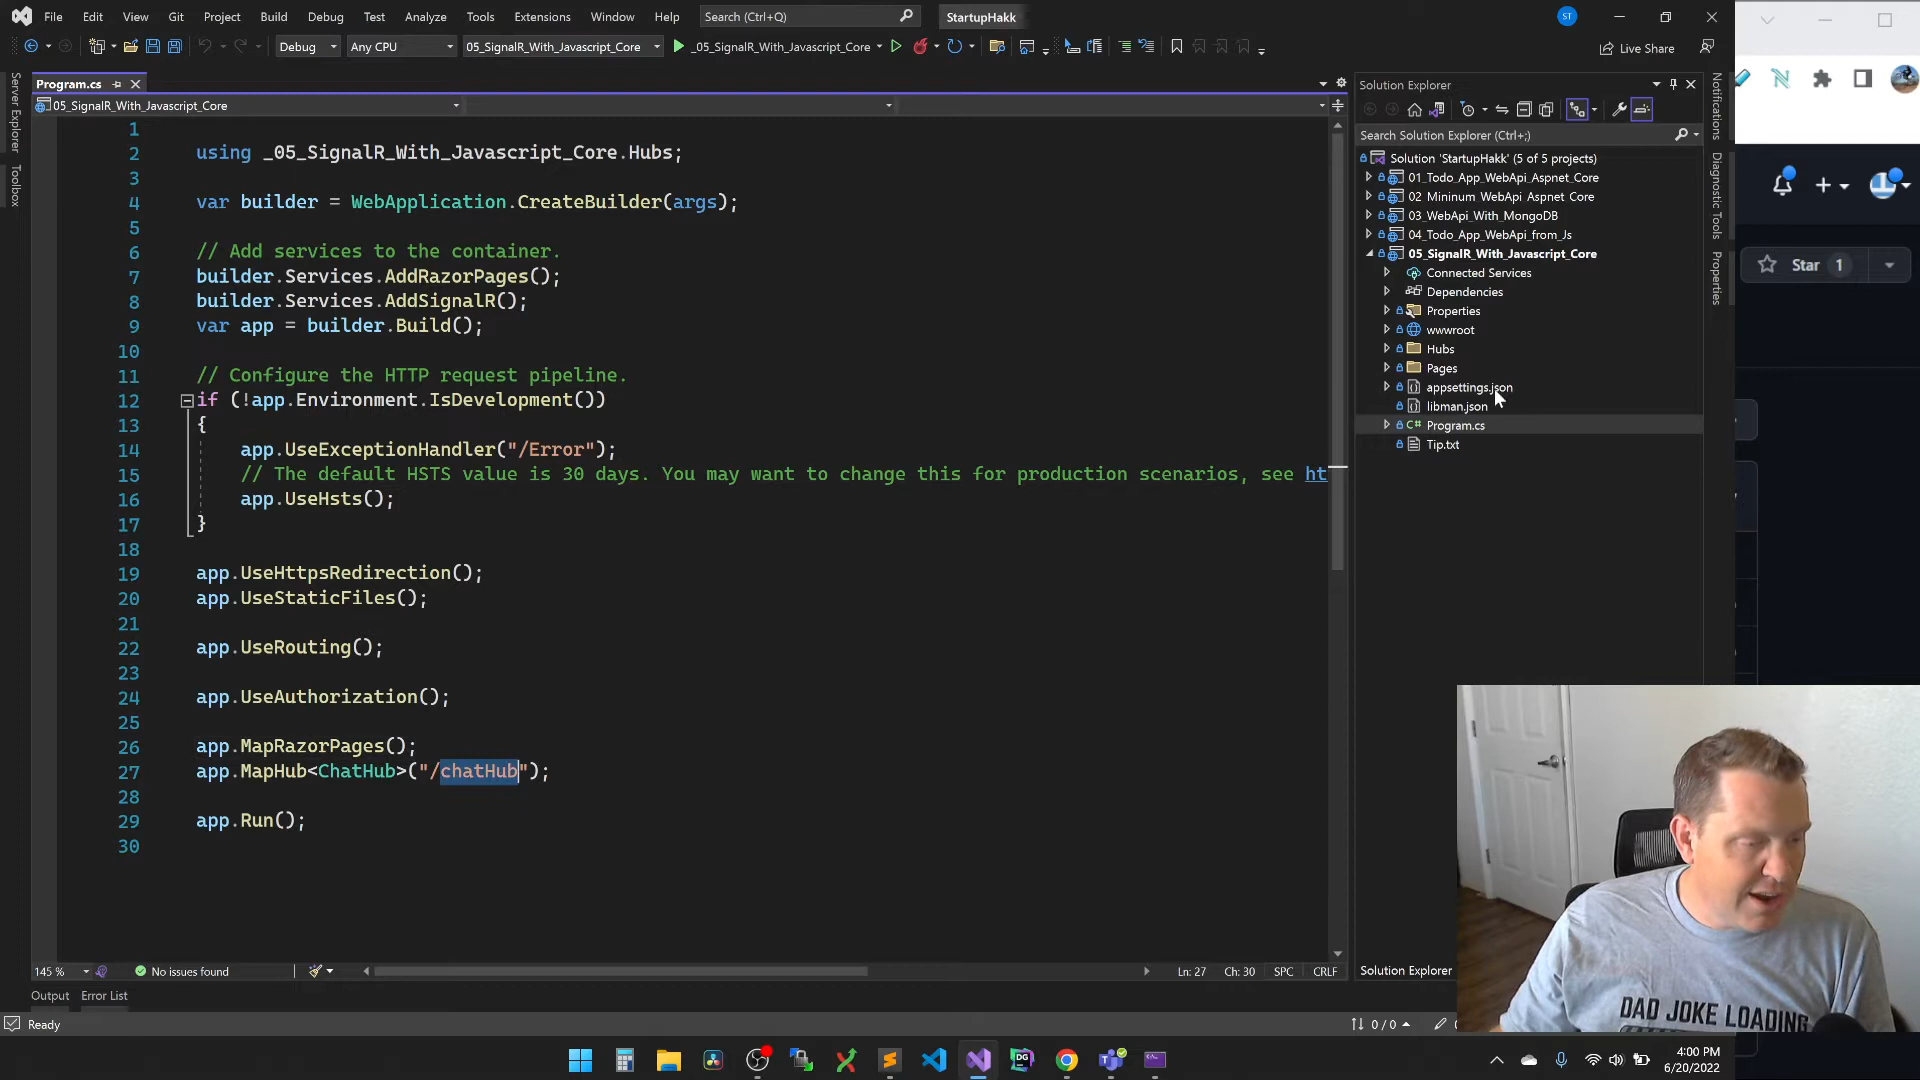 File Edit View Git Project Build Debug Test Analyze Tools Extensions Window Help Search (Ctrl+Q) StartupHakk ST
Debug Any CPU 05_SignalR_With_Javascript_Core _05_SignalR_With_Javascript_Core Live Share
Server Explorer
Toolbox
Program.cs
05_SignalR_With_Javascript_Core
1
2 using _05_SignalR_With_Javascript_Core.Hubs;
3
4 var builder = WebApplication.CreateBuilder(args);
5
6 // Add services to the container.
7 builder.Services.AddRazorPages();
8 builder.Services.AddSignalR();
9 var app = builder.Build();
10
11 // Configure the HTTP request pipeline.
12 if (!app.Environment.IsDevelopment())
13 {
14 app.UseExceptionHandler("/Error");
15 // The default HSTS value is 30 days. You may want to change this for production scenarios, see ht
16 app.UseHsts();
17 }
18
19 app.UseHttpsRedirection();
20 app.UseStaticFiles();
21
22 app.UseRouting();
23
24 app.UseAuthorization();
25
26 app.MapRazorPages();
27 app.MapHub<ChatHub>("/chatHub");
28
29 app.Run();
30
145 % No issues found Ln: 27 Ch: 30 SPC CRLF
Output Error List
Ready 0 / 0
Solution Explorer
Search Solution Explorer (Ctrl+;)
Solution 'StartupHakk' (5 of 5 projects)
01_Todo_App_WebApi_Aspnet_Core
02 Mininum WebApi Aspnet Core
03_WebApi_With_MongoDB
04_Todo_App_WebApi_from_Js
05_SignalR_With_Javascript_Core
Connected Services
Dependencies
Properties
wwwroot
Hubs
Pages
appsettings.json
libman.json
Program.cs
Tip.txt
Solution Explorer
Notifications
Diagnostic Tools
Properties
Star 1
DAD JOKE LOADING
DG
4:00 PM
6/20/2022